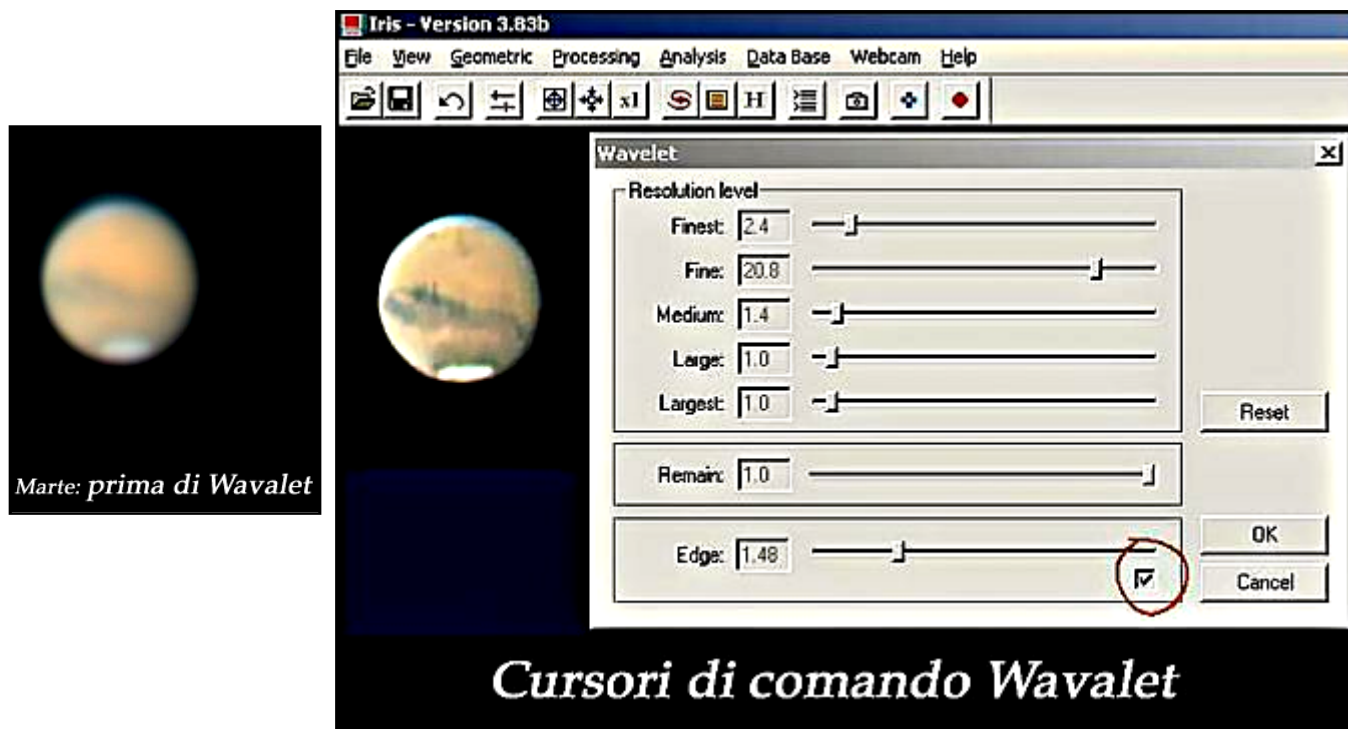 Marte: prima di Wavalet
Iris - Version 3.83b
File View Geometric Processing Analysis Data Base Webcam Help
x1 H
Wavelet
Resolution level
Finest: 2.4
Fine: 20.8
Medium: 1.4
Large: 1.0
Largest: 1.0
Reset
Remain: 1.0
Edge: 1.48
OK
Cancel
Cursori di comando Wavalet